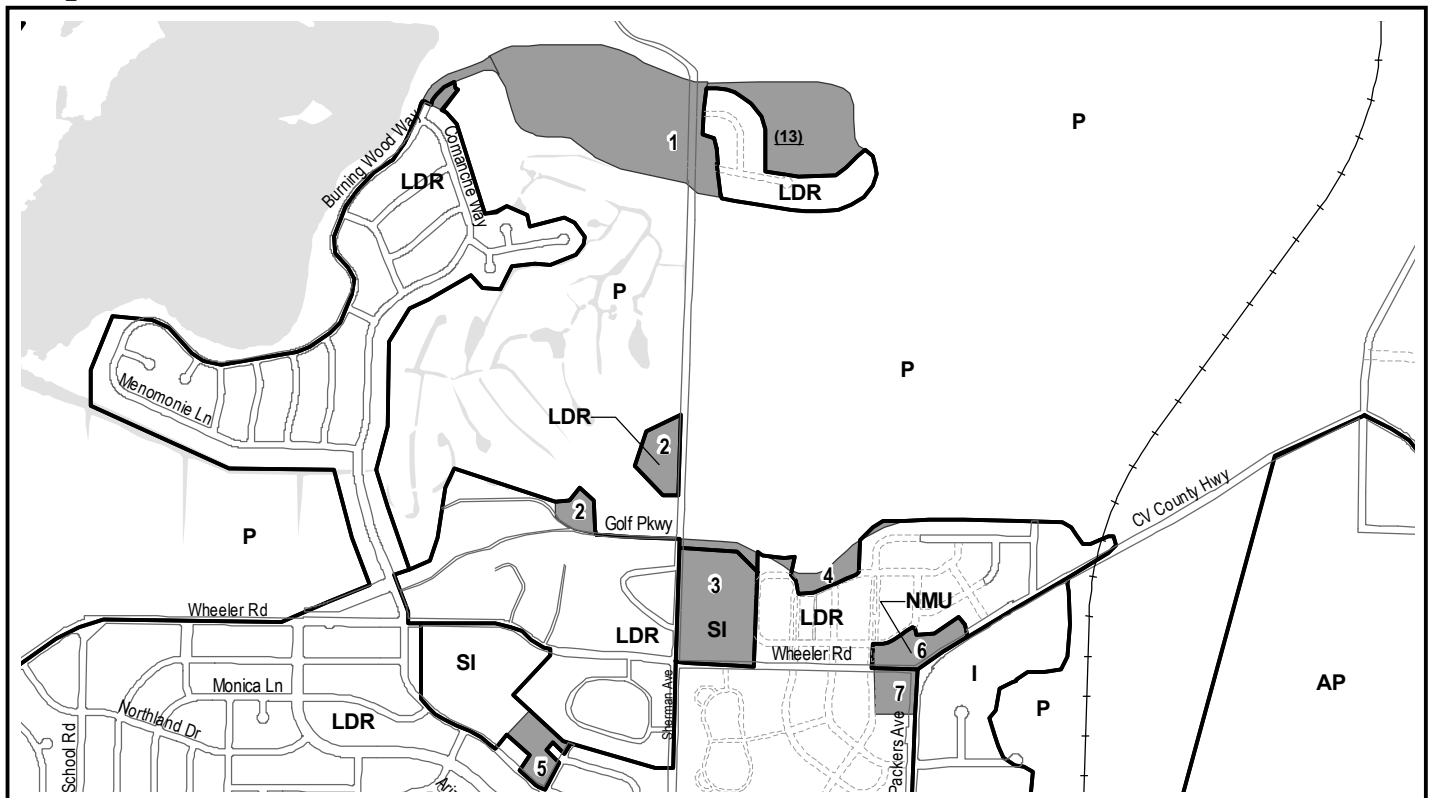 P
1
(13)
Burning Wood Way
Comanche Way
LDR
LDR
P
P
Menomonie Ln
LDR
2
2
Golf Pkwy
CV County Hwy
P
3
4
Wheeler Rd
LDR
NMU
SI
LDR
SI
Wheeler Rd
6
I
Monica Ln
AP
7
P
Northland Dr
LDR
Sherman Ave
School Rd
Packers Ave
5